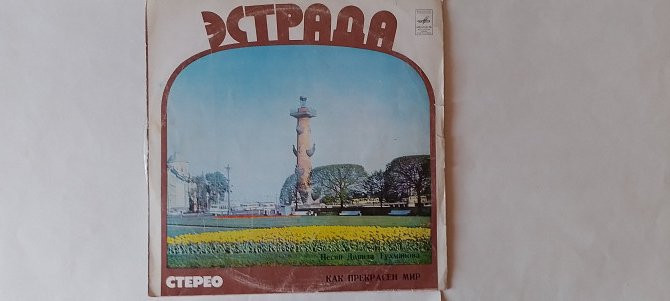 ЭСТРАДА
Песни Давида Тухманова
КАК ПРЕКРАСЕН МИР
СТЕРЕО